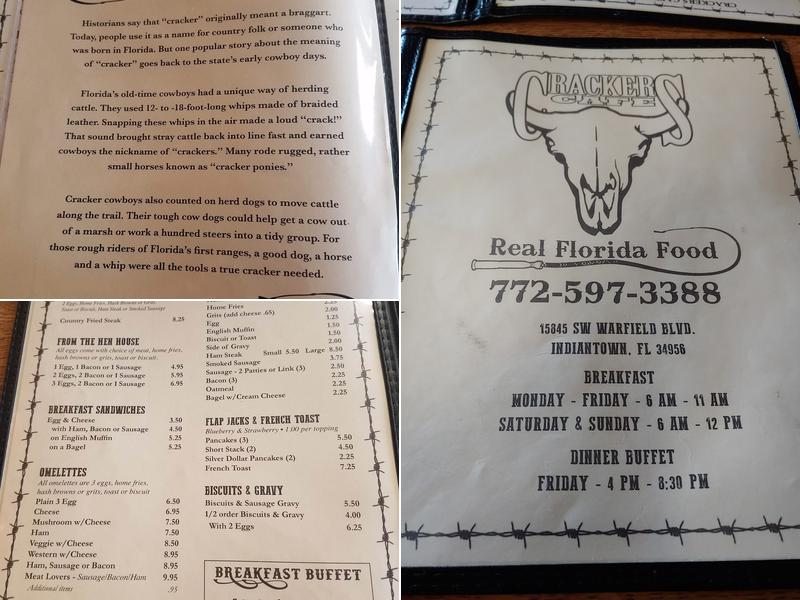 Historians say that “cracker” originally meant a braggart.
Today, people use it as a name for country folk or someone who
was born in Florida. But one popular story about the meaning
of “cracker” goes back to the state's early cowboy days.
Florida's old-time cowboys had a unique way of herding
cattle. They used 12- to -18-foot-long whips made of braided
leather. Snapping these whips in the air made a loud “crack!”
That sound brought stray cattle back into line fast and earned
cowboys the nickname of “crackers.” Many rode rugged, rather
small horses known as “cracker ponies.”
Cracker cowboys also counted on herd dogs to move cattle
along the trail. Their tough cow dogs could help get a cow out
of a marsh or work a hundred steers into a tidy group. For
those rough riders of Florida's first ranges, a good dog, a horse
and a whip were all the tools a true cracker needed.
2 Eggs, Home Fries, Hash Browns or Grits,
Toast or Biscuit, Ham Steak or Smoked Sausage
Country Fried Steak 8.25
FROM THE HEN HOUSE
All eggs come with choice of meat, home fries,
hash browns or grits, toast or biscuit.
1 Egg, 1 Bacon or 1 Sausage 4.95
2 Eggs, 2 Bacon or 1 Sausage 5.95
3 Eggs, 2 Bacon or 1 Sausage 6.95
BREAKFAST SANDWICHES
Egg & Cheese 3.50
with Ham, Bacon or Sausage 4.50
on English Muffin 5.25
on a Bagel 5.25
OMELETTES
All omelettes are 3 eggs, home fries,
hash browns or grits, toast or biscuit
Plain 3 Egg 6.50
Cheese 6.95
Mushroom w/Cheese 7.50
Ham 7.50
Veggie w/Cheese 8.50
Western w/Cheese 8.95
Ham, Sausage or Bacon 8.95
Meat Lovers - Sausage/Bacon/Ham 9.95
Additional items .95
Home Fries 2.25
Grits (add cheese .65) 2.00
Egg 1.25
English Muffin 1.50
Biscuit or Toast 1.50
Side of Gravy 2.00
Ham Steak Small 5.50 Large 8.50
Smoked Sausage 3.75
Sausage - 2 Patties or Link (3) 2.50
Bacon (3) 2.25
Oatmeal 2.25
Bagel w/Cream Cheese 2.25
FLAP JACKS & FRENCH TOAST
Blueberry & Strawberry • 1.00 per topping
Pancakes (3) 5.50
Short Stack (2) 4.50
Silver Dollar Pancakes (2) 2.25
French Toast 7.25
BISCUITS & GRAVY
Biscuits & Sausage Gravy 5.50
1/2 order Biscuits & Gravy 4.00
With 2 Eggs 6.25
BREAKFAST BUFFET
CRACKERS
CAFE
Real Florida Food
772-597-3388
15845 SW WARFIELD BLVD.
INDIANTOWN, FL 34956
BREAKFAST
MONDAY - FRIDAY - 6 AM - 11 AM
SATURDAY & SUNDAY - 6 AM - 12 PM
DINNER BUFFET
FRIDAY - 4 PM - 8:30 PM